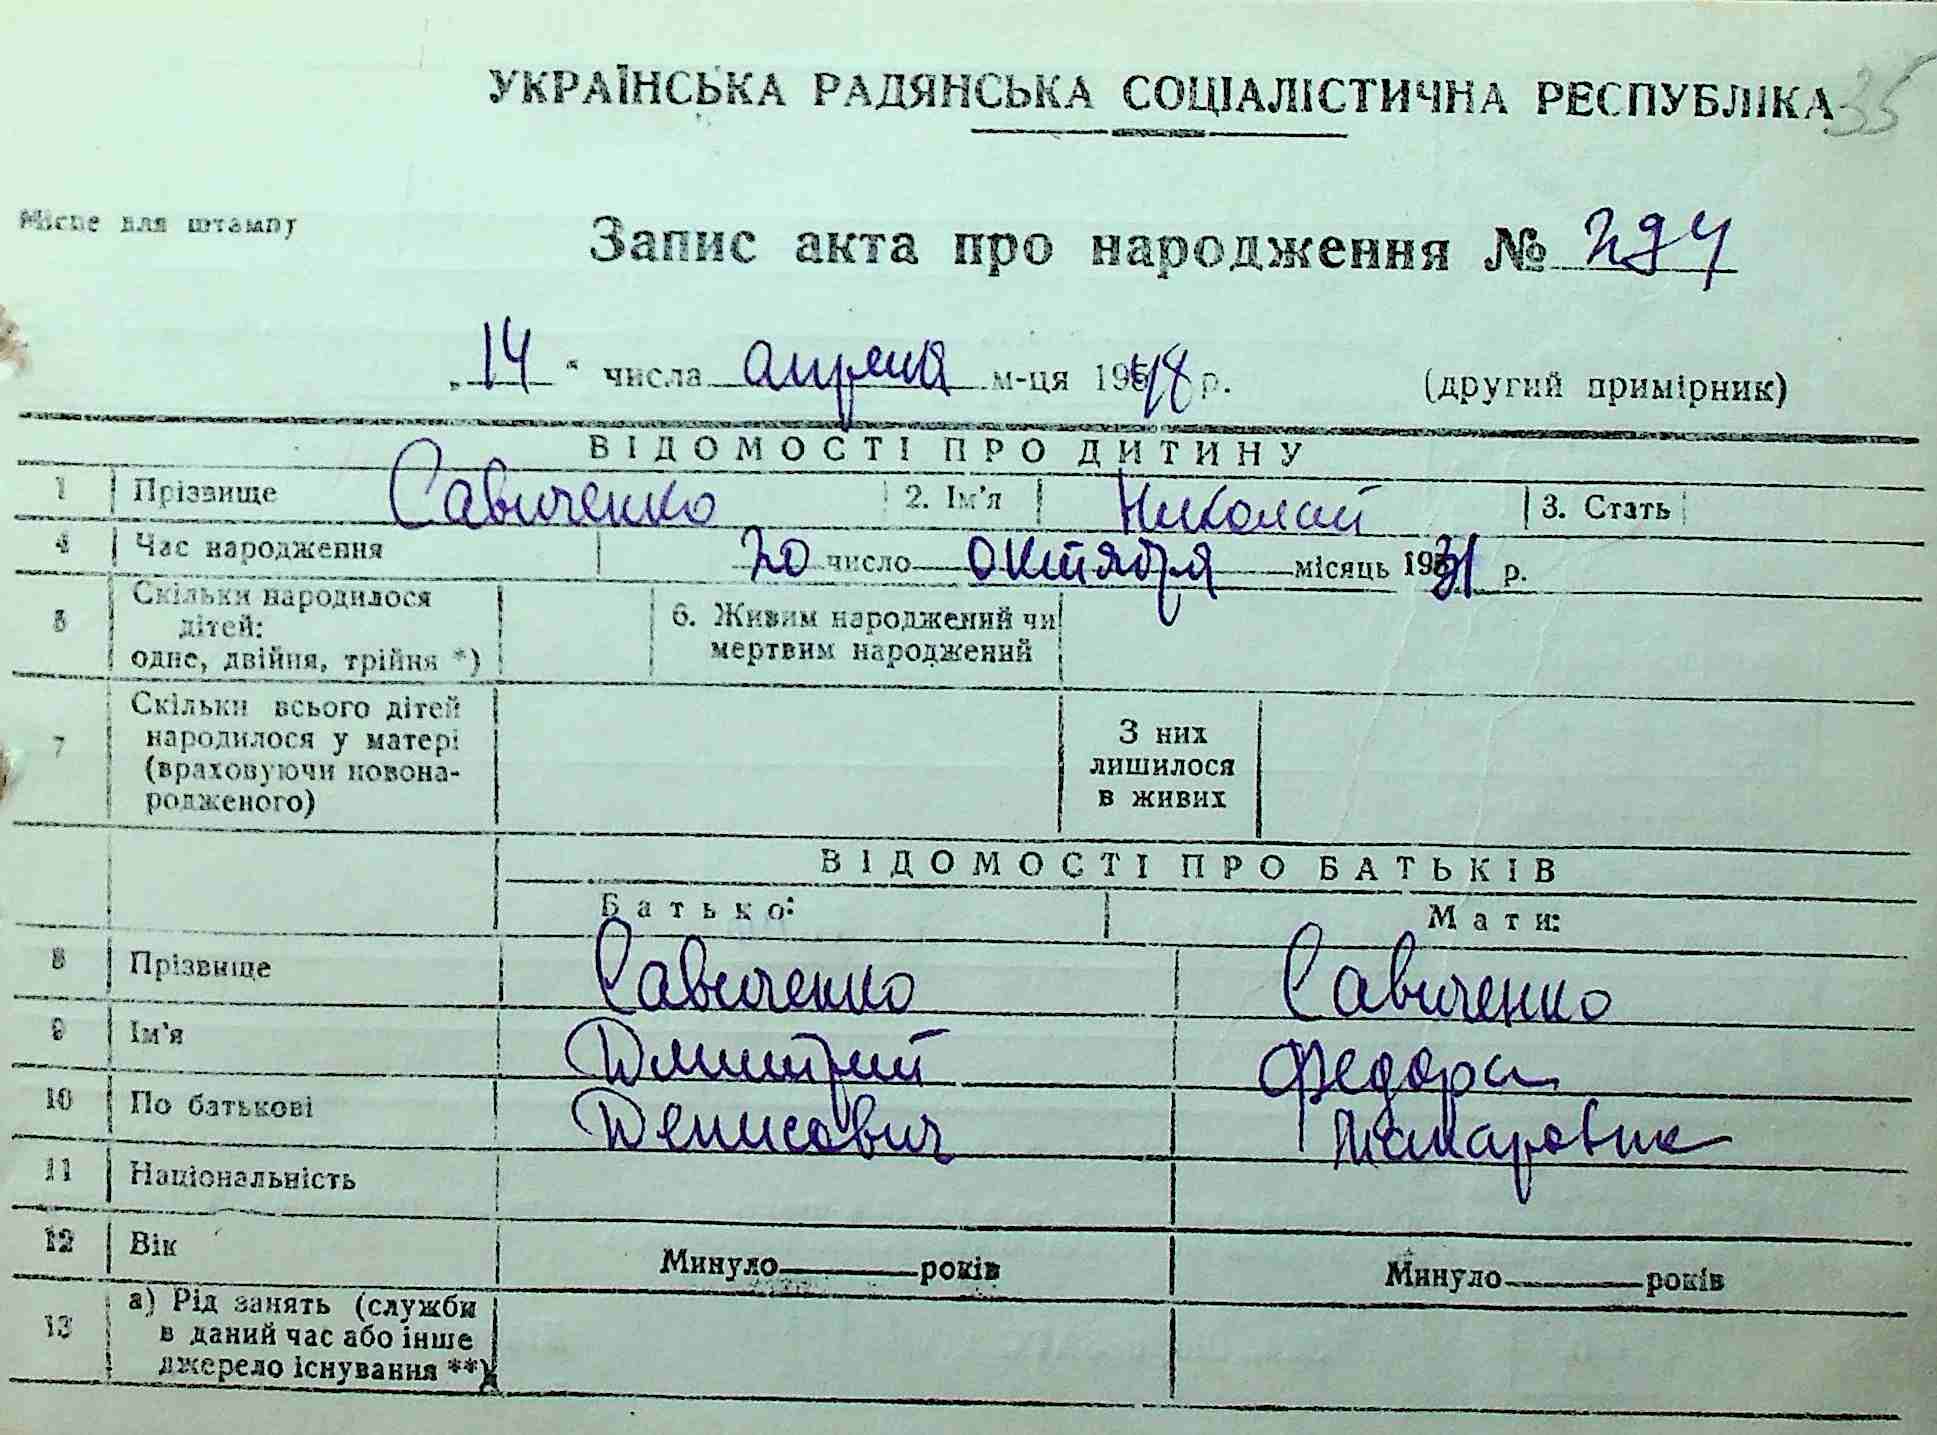 УКРАЇНСЬКА РАДЯНСЬКА СОЦІАЛІСТИЧНА РЕСПУБЛІКА 35
Місце для штампу
Запис акта про народження № 294
„14“ числа апреля м-ця 1948 р. (другий примірник)
ВІДОМОСТІ ПРО ДИТИНУ
1 Прізвище Савиченко 2. Ім'я Николай 3. Стать
4 Час народження 20 число октября місяць 1931 р.
5 Скільки народилося дітей: одне, двійня, трійня *) 6. Живим народжений чи мертвим народжений
7 Скільки всього дітей народилося у матері (враховуючи новона-родженого) З них лишилося в живих
ВІДОМОСТІ ПРО БАТЬКІВ
Батько: Мати:
8 Прізвище Савиченко Савиченко
9 Ім'я Дмитрий Федора
10 По батькові Денисович
11 Національність
12 Вік Минуло років Минуло років
13 а) Рід занять (служби в даний час або інше джерело існування **)